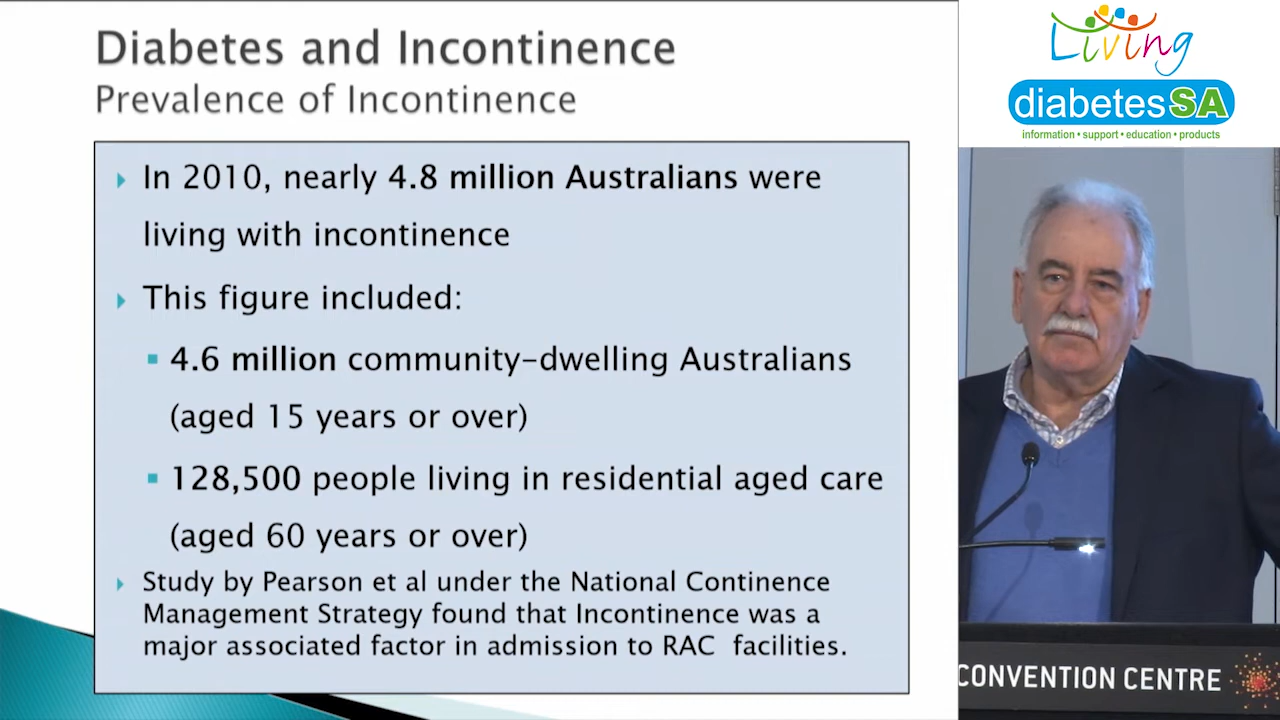 Diabetes and Incontinence
Prevalence of Incontinence
In 2010, nearly 4.8 million Australians were
living with incontinence
This figure included:
4.6 million community-dwelling Australians
(aged 15 years or over)
128,500 people living in residential aged care
(aged 60 years or over)
Study by Pearson et al under the National Continence
Management Strategy found that Incontinence was a
major associated factor in admission to RAC facilities.
Living
diabetesSA
information • support • education • products
CONVENTION CENTRE